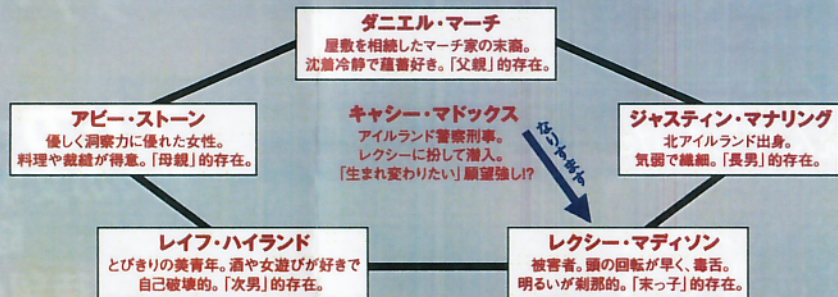 ダニエル・マーチ
屋敷を相続したマーチ家の末裔。
沈着冷静で蘊蓄好き。「父親」的存在。
アビー・ストーン
優しく洞察力に優れた女性。
料理や裁縫が得意。「母親」的存在。
キャシー・マドックス
アイルランド警察刑事。
レクシーに扮して潜入。
「生まれ変わりたい」願望強し!?
なりすます
ジャスティン・マナリング
北アイルランド出身。
気弱で繊細。「長男」的存在。
レイフ・ハイランド
とびきりの美青年。酒や女遊びが好きで
自己破壊的。「次男」的存在。
レクシー・マディソン
被害者。頭の回転が早く、毒舌。
明るいが刹那的。「末っ子」的存在。